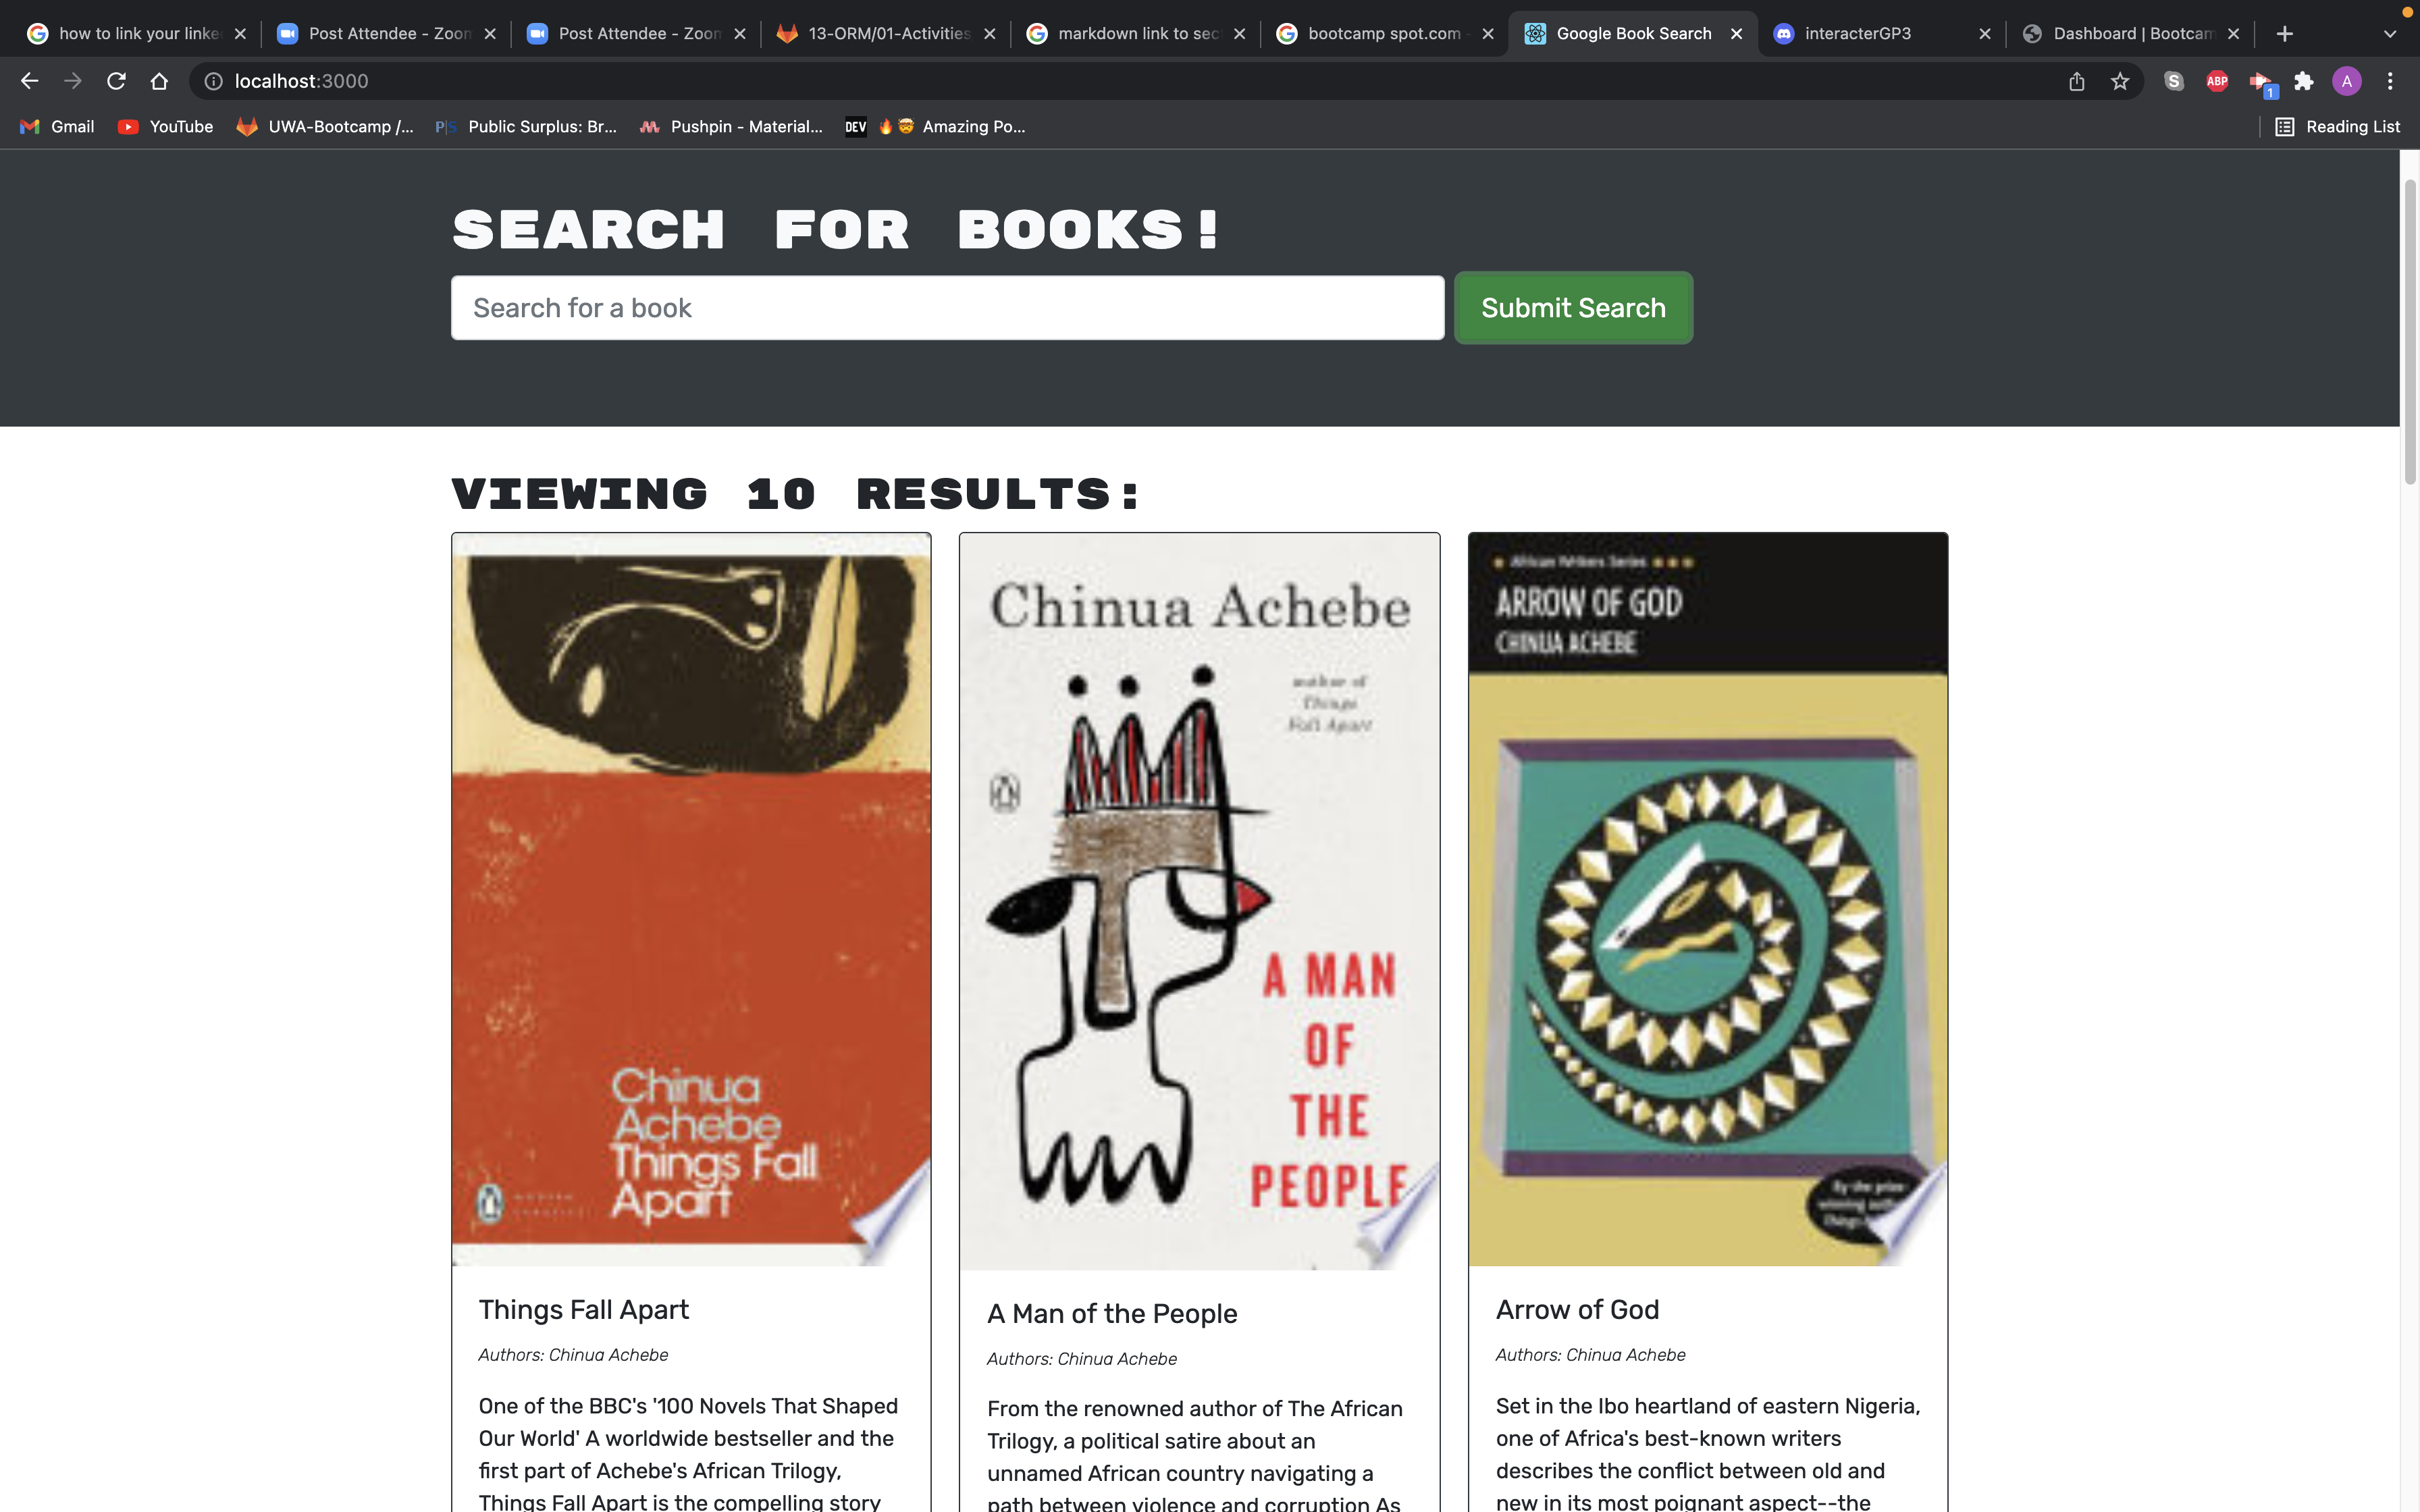 how to link your linke
Post Attendee - Zoom
Post Attendee - Zoom
13-ORM/01-Activities
markdown link to sec
bootcamp spot.com -
Google Book Search
interacterGP3
Dashboard | Bootcam
localhost:3000
S
ABP
1
A
Gmail
YouTube
UWA-Bootcamp /...
P|S Public Surplus: Br...
Pushpin - Material...
DEV
Amazing Po...
Reading List
SEARCH FOR BOOKS!
Search for a book
Submit Search
VIEWING 10 RESULTS:
Chinua
Achebe
Things Fall
Apart
Things Fall Apart
Authors: Chinua Achebe
One of the BBC's '100 Novels That Shaped
Our World' A worldwide bestseller and the
first part of Achebe's African Trilogy,
Things Fall Apart is the compelling story
Chinua Achebe
author of
Things
Fall Apart
A MAN
OF
THE
PEOPLE
A Man of the People
Authors: Chinua Achebe
From the renowned author of The African
Trilogy, a political satire about an
unnamed African country navigating a
path between violence and corruption As
African Writers Series
ARROW OF GOD
CHINUA ACHEBE
By the prize
winning
Things
Arrow of God
Authors: Chinua Achebe
Set in the Ibo heartland of eastern Nigeria,
one of Africa's best-known writers
describes the conflict between old and
new in its most poignant aspect--the